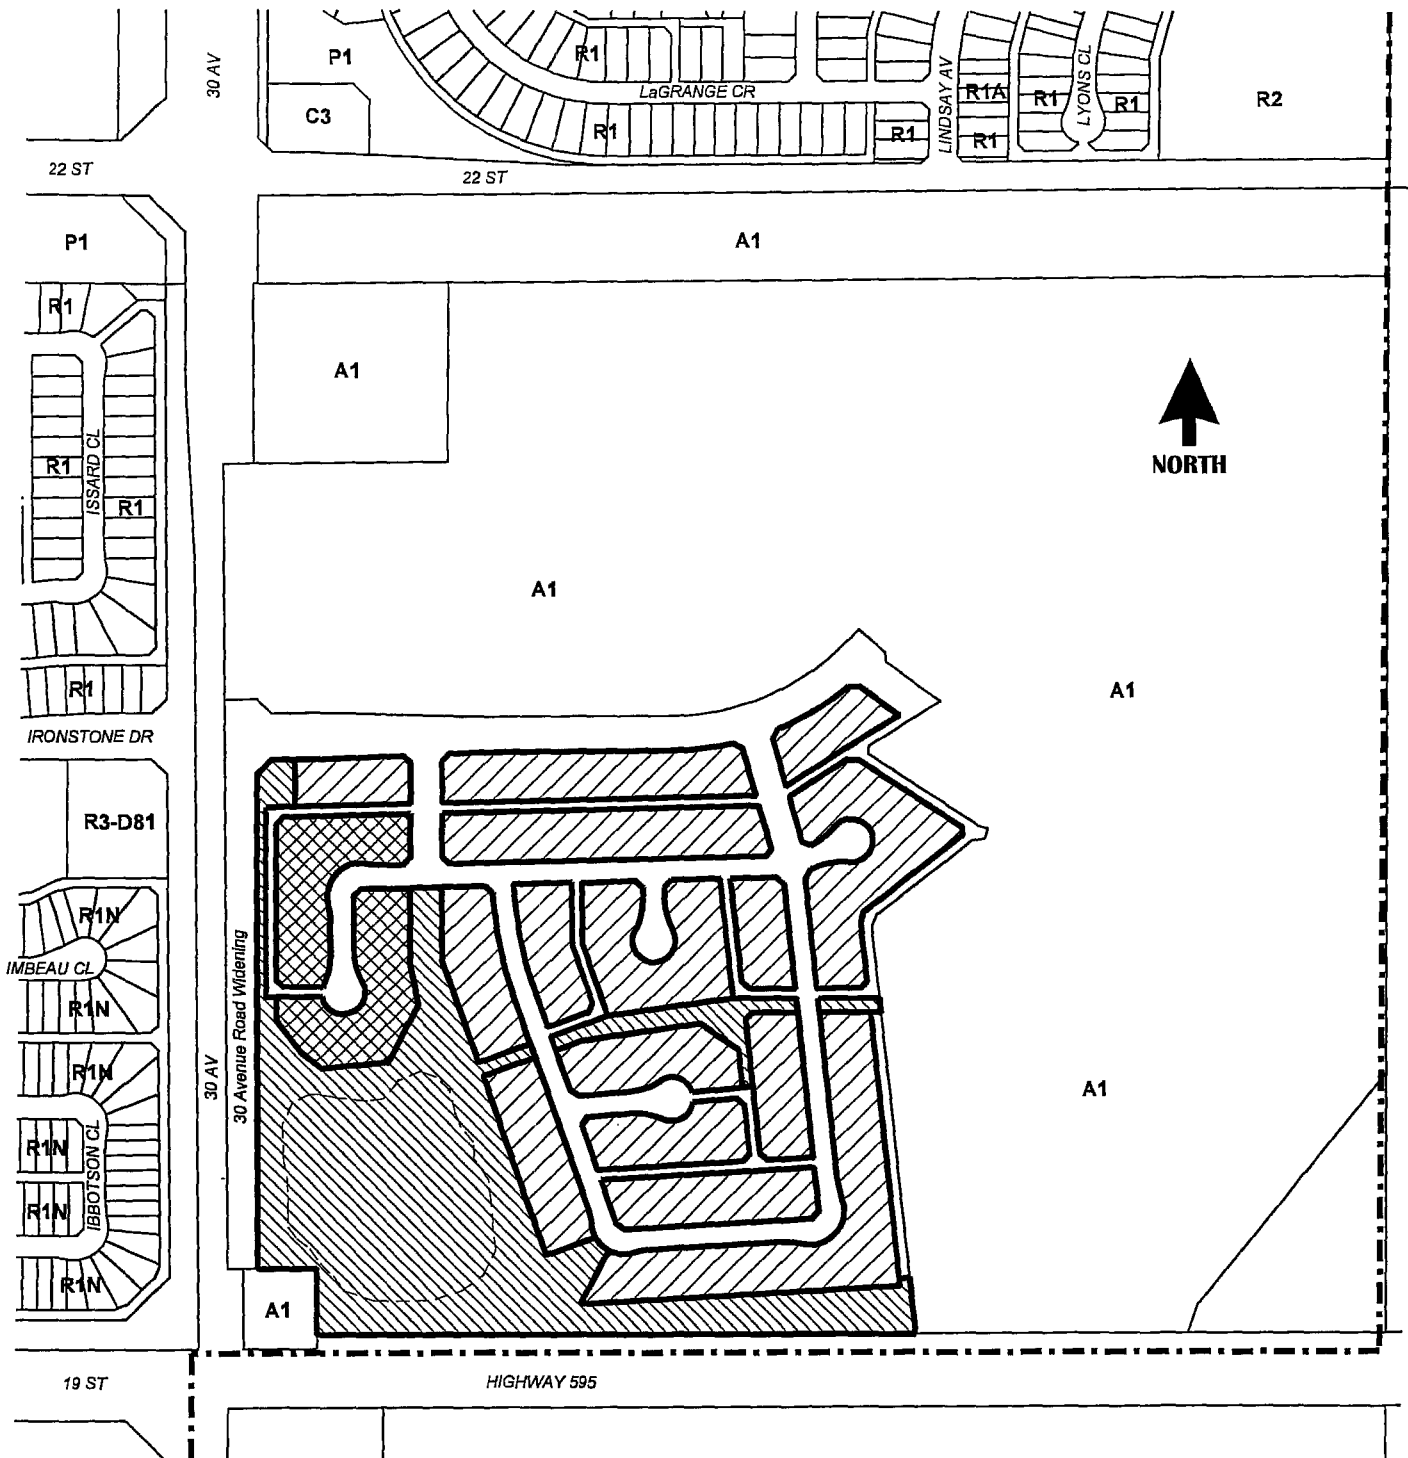 30 AV
P1
C3
R1
LaGRANGE CR
R1
R1
LINDSAY AV
R1A
R1
R1
LYONS CL
R1
R2
22 ST
22 ST
P1
A1
R1
A1
NORTH
R1
ISSARD CL
R1
A1
R1
A1
IRONSTONE DR
R3-D81
R1N
IMBEAU CL
R1N
30 Avenue Road Widening
30 AV
R1N
A1
R1N
IBBOTSON CL
R1N
R1N
A1
19 ST
HIGHWAY 595